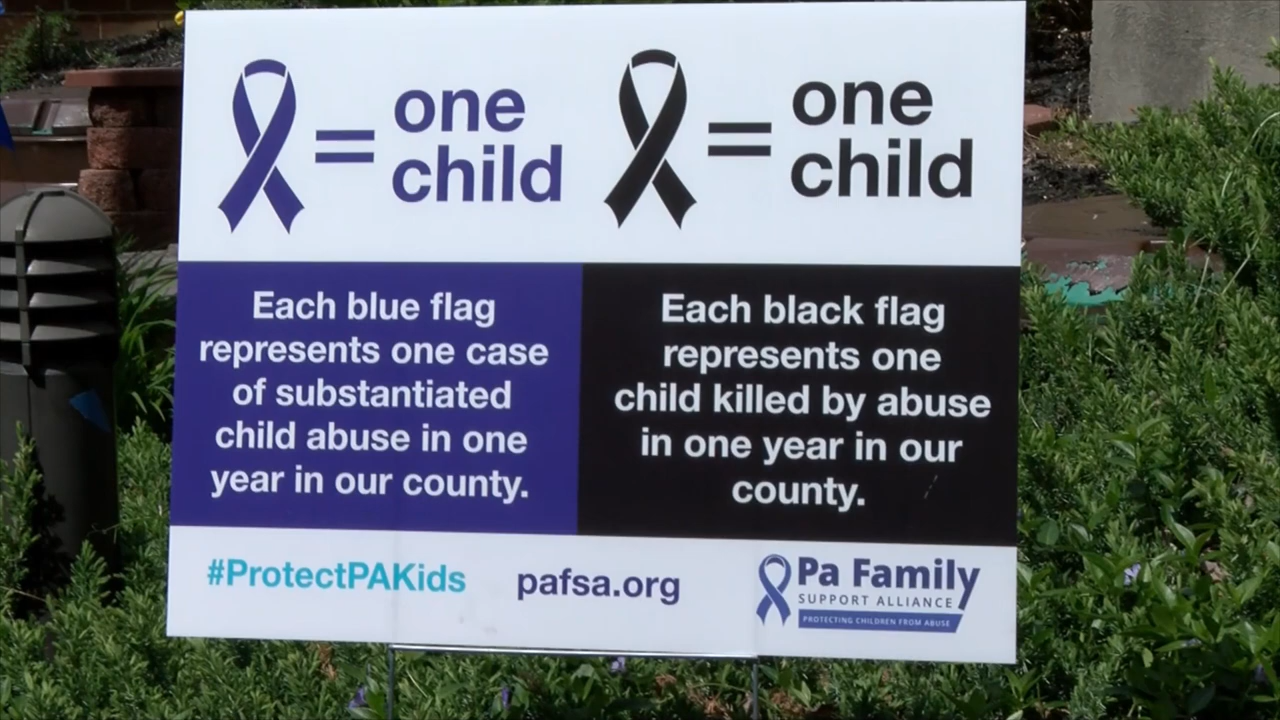 = one child
= one child
Each blue flag
represents one case
of substantiated
child abuse in one
year in our county.
Each black flag
represents one
child killed by abuse
in one year in our
county.
#ProtectPAKids
pafsa.org
Pa Family
SUPPORT ALLIANCE
PROTECTING CHILDREN FROM ABUSE